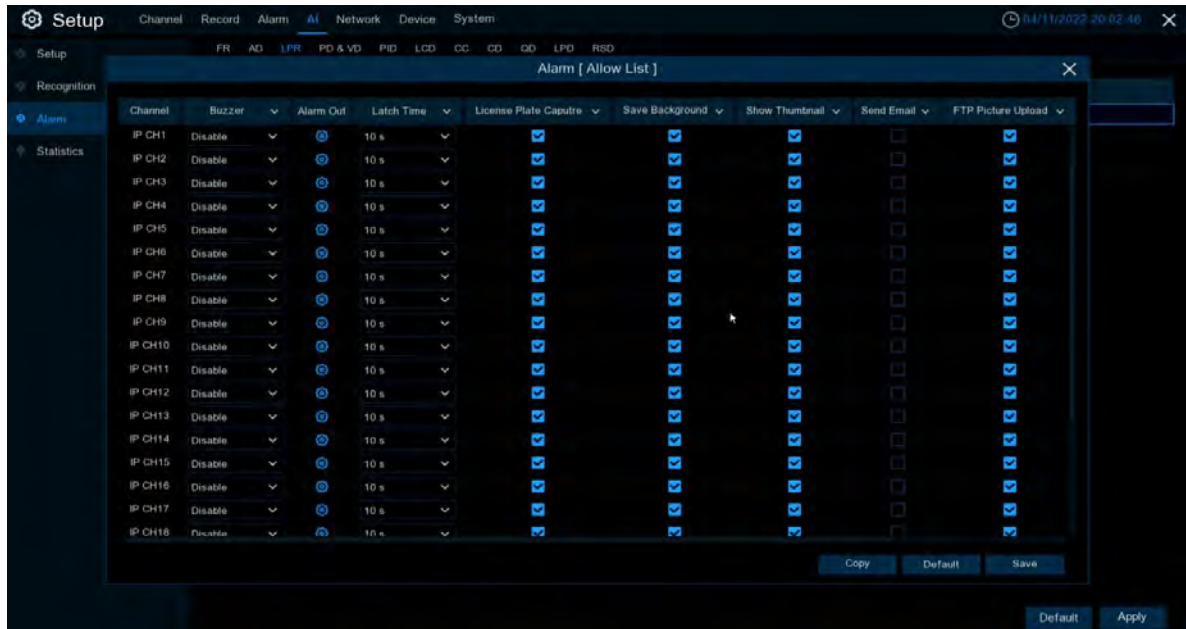 Setup Channel Record Alarm AI Network Device System 04/11/2022 20:02:46
Setup FR AD LPR PD & VD PID LCD CC CD QD LPD RSD
Alarm [ Allow List ]
Recognition
Alarm
Statistics
Channel Buzzer Alarm Out Latch Time License Plate Caputre Save Background Show Thumbnail Send Email FTP Picture Upload
IP CH1 Disable 10 s
IP CH2 Disable 10 s
IP CH3 Disable 10 s
IP CH4 Disable 10 s
IP CH5 Disable 10 s
IP CH6 Disable 10 s
IP CH7 Disable 10 s
IP CH8 Disable 10 s
IP CH9 Disable 10 s
IP CH10 Disable 10 s
IP CH11 Disable 10 s
IP CH12 Disable 10 s
IP CH13 Disable 10 s
IP CH14 Disable 10 s
IP CH15 Disable 10 s
IP CH16 Disable 10 s
IP CH17 Disable 10 s
IP CH18 Disable 10 s
Copy Default Save
Default Apply